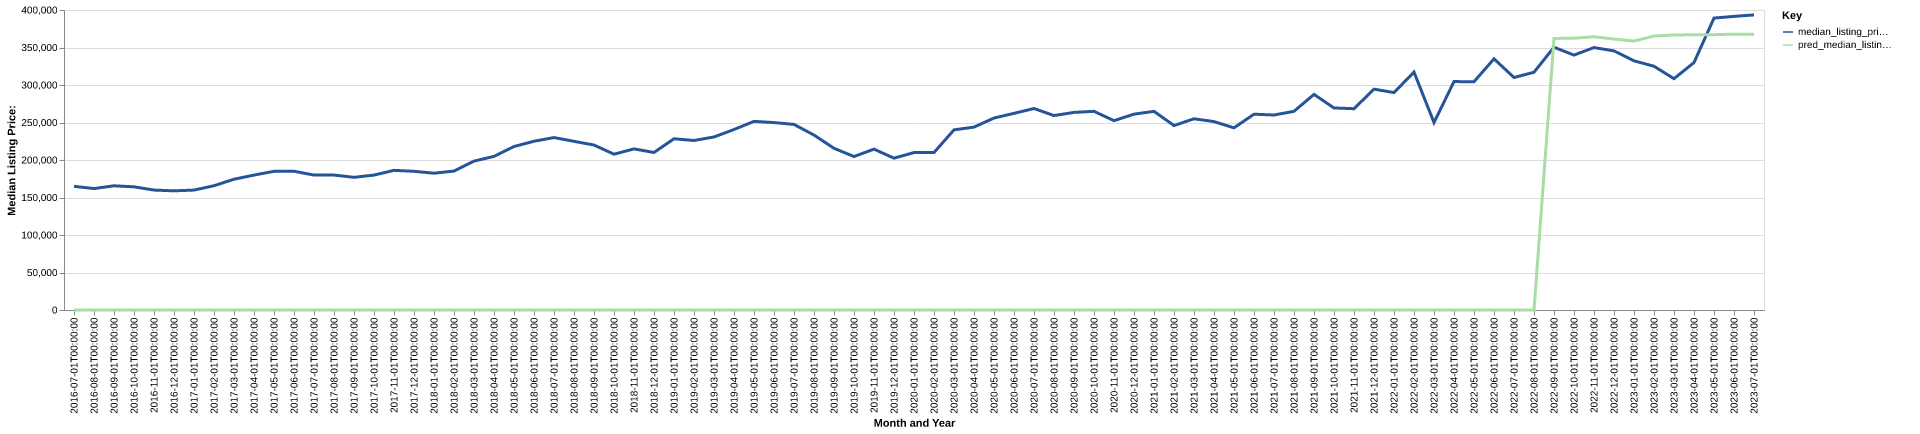 Key
median_listing_pri...
pred_median_listin...
Median Listing Price:
400,000
350,000
300,000
250,000
200,000
150,000
100,000
50,000
0
2016-07-01T00:00:00
2016-08-01T00:00:00
2016-09-01T00:00:00
2016-10-01T00:00:00
2016-11-01T00:00:00
2016-12-01T00:00:00
2017-01-01T00:00:00
2017-02-01T00:00:00
2017-03-01T00:00:00
2017-04-01T00:00:00
2017-05-01T00:00:00
2017-06-01T00:00:00
2017-07-01T00:00:00
2017-08-01T00:00:00
2017-09-01T00:00:00
2017-10-01T00:00:00
2017-11-01T00:00:00
2017-12-01T00:00:00
2018-01-01T00:00:00
2018-02-01T00:00:00
2018-03-01T00:00:00
2018-04-01T00:00:00
2018-05-01T00:00:00
2018-06-01T00:00:00
2018-07-01T00:00:00
2018-08-01T00:00:00
2018-09-01T00:00:00
2018-10-01T00:00:00
2018-11-01T00:00:00
2018-12-01T00:00:00
2019-01-01T00:00:00
2019-02-01T00:00:00
2019-03-01T00:00:00
2019-04-01T00:00:00
2019-05-01T00:00:00
2019-06-01T00:00:00
2019-07-01T00:00:00
2019-08-01T00:00:00
2019-09-01T00:00:00
2019-10-01T00:00:00
2019-11-01T00:00:00
2019-12-01T00:00:00
2020-01-01T00:00:00
2020-02-01T00:00:00
2020-03-01T00:00:00
2020-04-01T00:00:00
2020-05-01T00:00:00
2020-06-01T00:00:00
2020-07-01T00:00:00
2020-08-01T00:00:00
2020-09-01T00:00:00
2020-10-01T00:00:00
2020-11-01T00:00:00
2020-12-01T00:00:00
2021-01-01T00:00:00
2021-02-01T00:00:00
2021-03-01T00:00:00
2021-04-01T00:00:00
2021-05-01T00:00:00
2021-06-01T00:00:00
2021-07-01T00:00:00
2021-08-01T00:00:00
2021-09-01T00:00:00
2021-10-01T00:00:00
2021-11-01T00:00:00
2021-12-01T00:00:00
2022-01-01T00:00:00
2022-02-01T00:00:00
2022-03-01T00:00:00
2022-04-01T00:00:00
2022-05-01T00:00:00
2022-06-01T00:00:00
2022-07-01T00:00:00
2022-08-01T00:00:00
2022-09-01T00:00:00
2022-10-01T00:00:00
2022-11-01T00:00:00
2022-12-01T00:00:00
2023-01-01T00:00:00
2023-02-01T00:00:00
2023-03-01T00:00:00
2023-04-01T00:00:00
2023-05-01T00:00:00
2023-06-01T00:00:00
2023-07-01T00:00:00
Month and Year